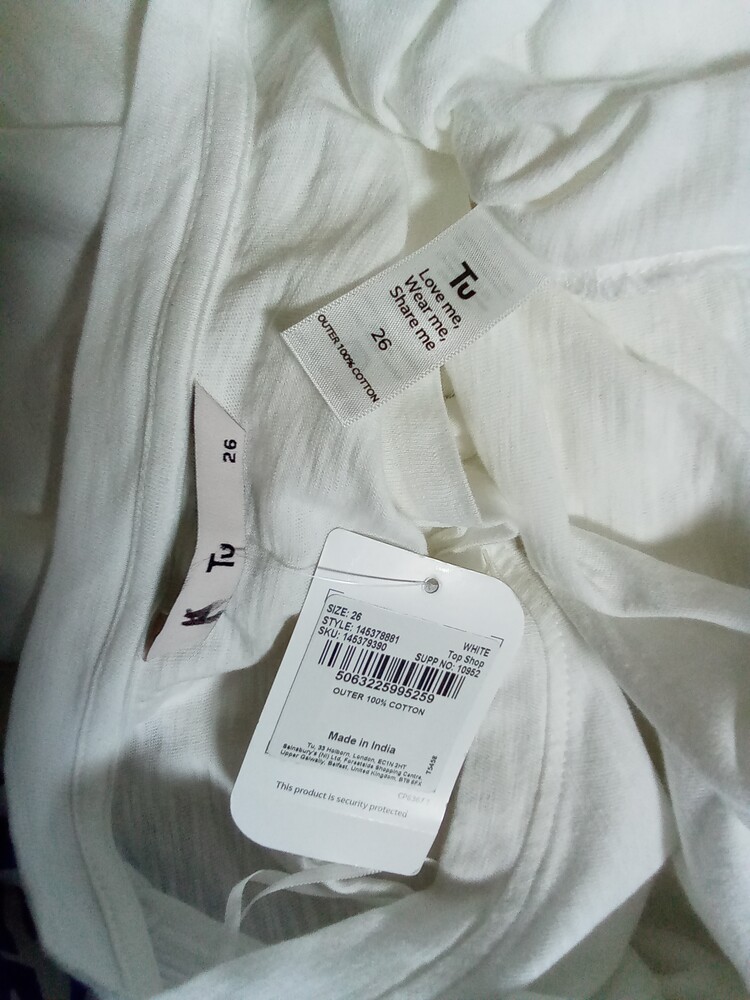 Tu
Love me,
Wear me,
Share me
26
OUTER 100% COTTON
26
Tu
SIZE: 26
WHITE
STYLE: 145378881
Top Shop
SKU: 145379390
SUPP NO: 10952
5063225995259
OUTER 100% COTTON
Made in India
Tu, 33 Holborn, London, EC1N 2HT
Sainsbury's (NI) Ltd, Forestside Shopping Centre,
Upper Galwally, Belfast, United Kingdom, BT8 6FX
This product is security protected